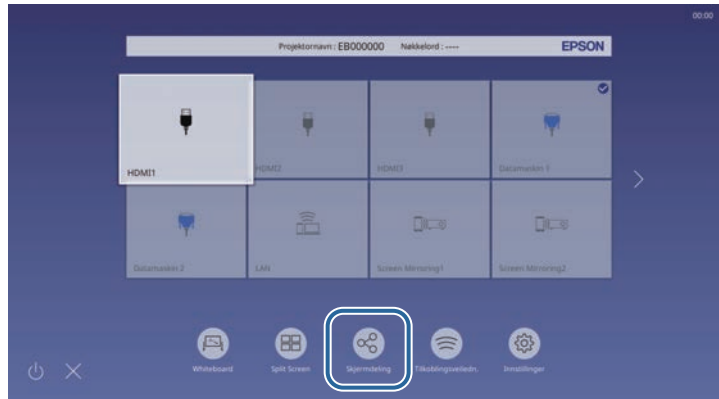 00:00
Projektornavn : EB000000 Nøkkelord : ---- EPSON
HDMI1 HDMI2 HDMI3 Datamaskin 1
Datamaskin 2 LAN Screen Mirroring1 Screen Mirroring2
Whiteboard Split Screen Skjermdeling Tilkoblingsveiledn. Innstillinger